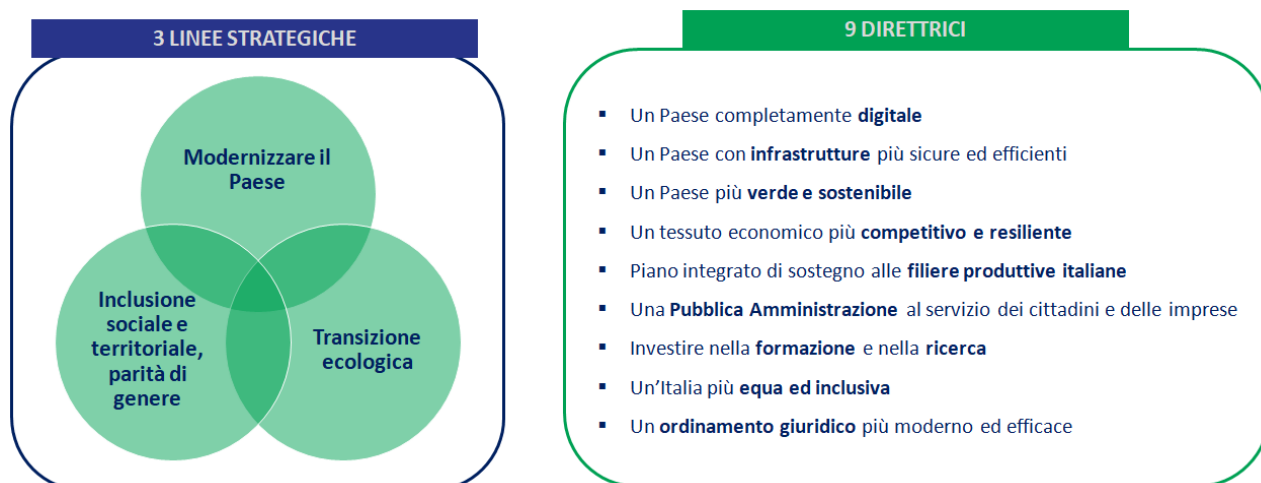 3 LINEE STRATEGICHE
Modernizzare il
Paese
Inclusione
sociale e
territoriale,
parità di
genere
Transizione
ecologica
9 DIRETTRICI
▪ Un Paese completamente digitale
▪ Un Paese con infrastrutture più sicure ed efficienti
▪ Un Paese più verde e sostenibile
▪ Un tessuto economico più competitivo e resiliente
▪ Piano integrato di sostegno alle filiere produttive italiane
▪ Una Pubblica Amministrazione al servizio dei cittadini e delle imprese
▪ Investire nella formazione e nella ricerca
▪ Un’Italia più equa ed inclusiva
▪ Un ordinamento giuridico più moderno ed efficace